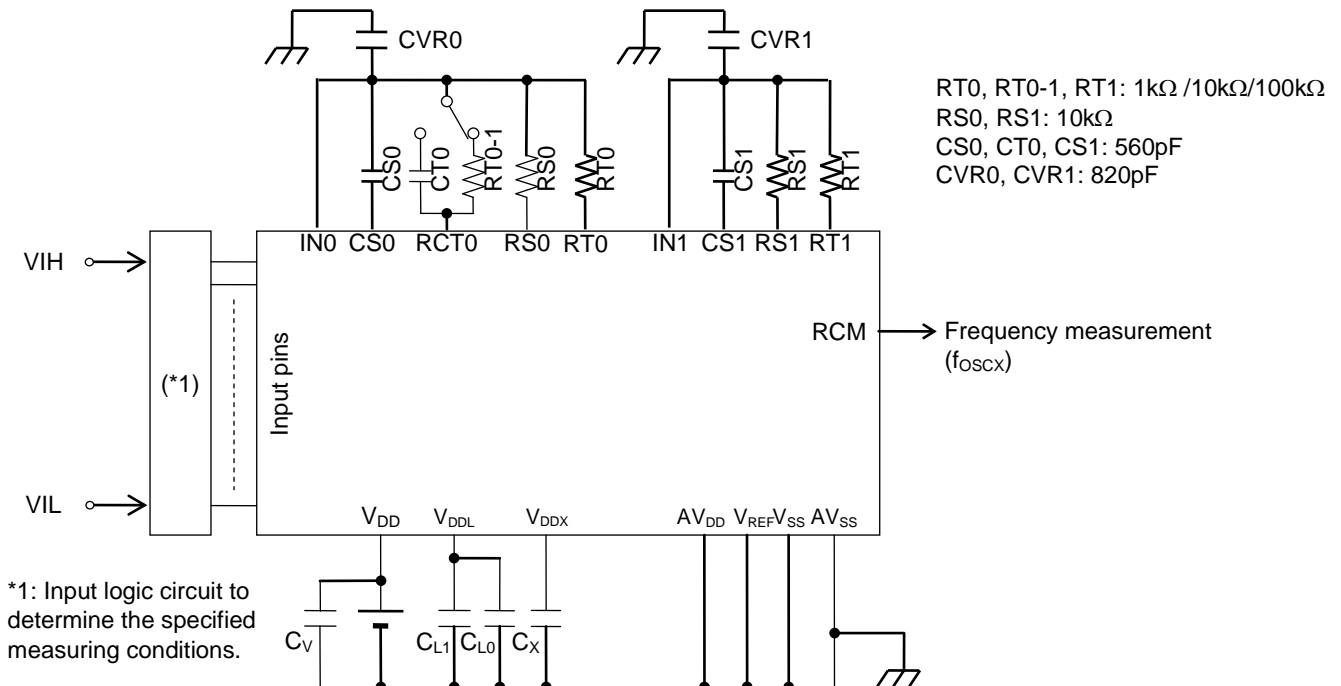 CVR0
CVR1
RT0, RT0-1, RT1: 1kΩ /10kΩ/100kΩ
RS0, RS1: 10kΩ
CS0, CT0, CS1: 560pF
CVR0, CVR1: 820pF
CS0
CT0
RT0-1
RS0
RT0
CS1
RS1
RT1
IN0 CS0 RCT0 RS0 RT0
IN1 CS1 RS1 RT1
VIH
(*1)
Input pins
RCM
Frequency measurement
(fOSCX)
VIL
VDD VDDL VDDX AVDD VREF VSS AVSS
*1: Input logic circuit to
determine the specified
measuring conditions.
CV
CL1 CL0 CX